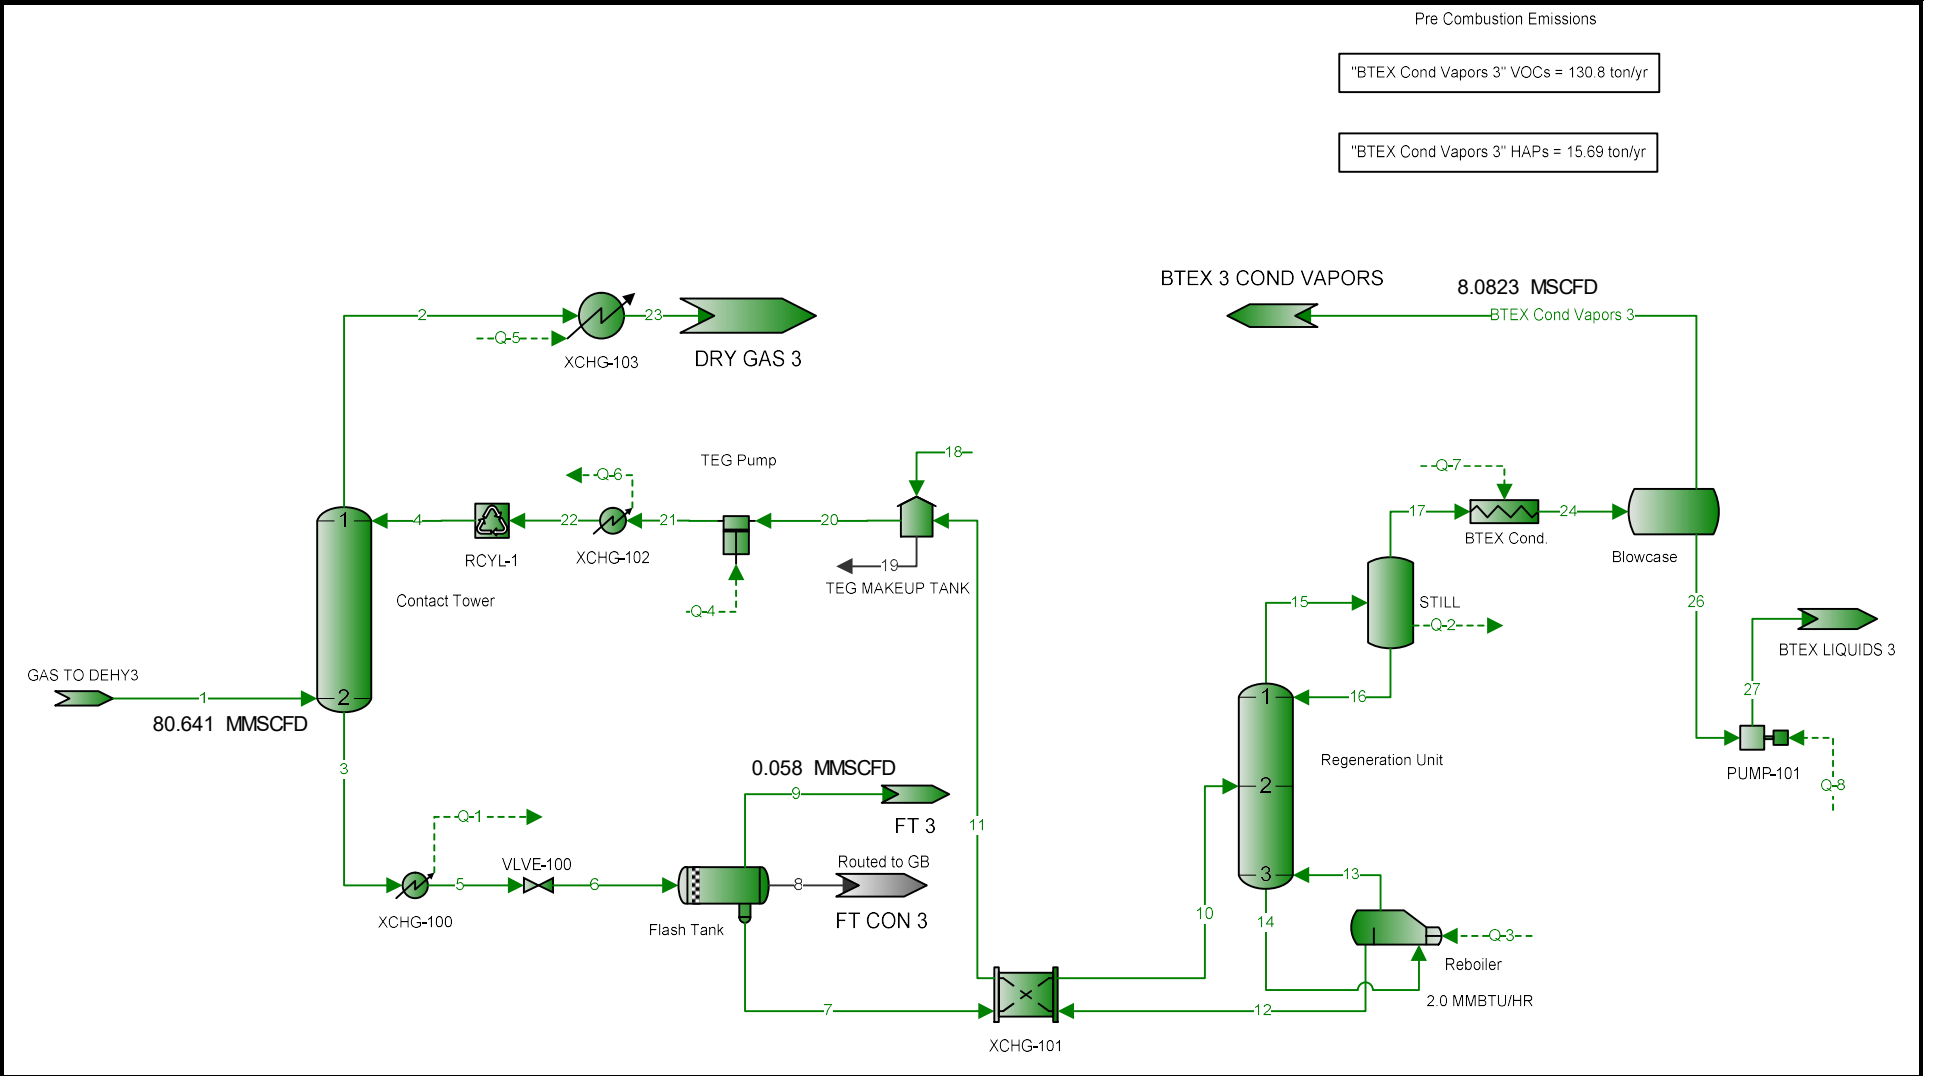 Pre Combustion Emissions
"BTEX Cond Vapors 3" VOCs = 130.8 ton/yr
"BTEX Cond Vapors 3" HAPs = 15.69 ton/yr
BTEX 3 COND VAPORS
8.0823 MSCFD
BTEX Cond Vapors 3
2
23
Q-5
XCHG-103
DRY GAS 3
TEG Pump
18
Q-6
Q-7
1
4
22
21
20
17
24
RCYL-1
XCHG-102
BTEX Cond.
Blowcase
19
TEG MAKEUP TANK
Contact Tower
Q-4
15
STILL
Q-2
26
BTEX LIQUIDS 3
GAS TO DEHY3
1
2
80.641 MMSCFD
1
16
27
3
0.058 MMSCFD
9
FT 3
11
2
Regeneration Unit
PUMP-101
Q-8
Q-1
VLVE-100
Routed to GB
5
6
8
3
13
XCHG-100
Flash Tank
FT CON 3
10
14
Q-3
Reboiler
2.0 MMBTU/HR
7
12
XCHG-101